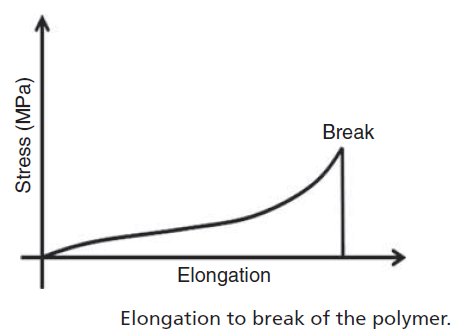 Stress (MPa)
Break
Elongation
Elongation to break of the polymer.